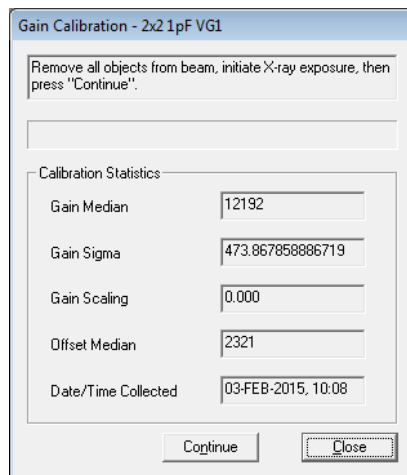 Gain Calibration - 2x2 1pF VG1
Remove all objects from beam, initiate X-ray exposure, then
press "Continue".
Calibration Statistics
Gain Median 12192
Gain Sigma 473.867858886719
Gain Scaling 0.000
Offset Median 2321
Date/Time Collected 03-FEB-2015, 10:08
Continue Close